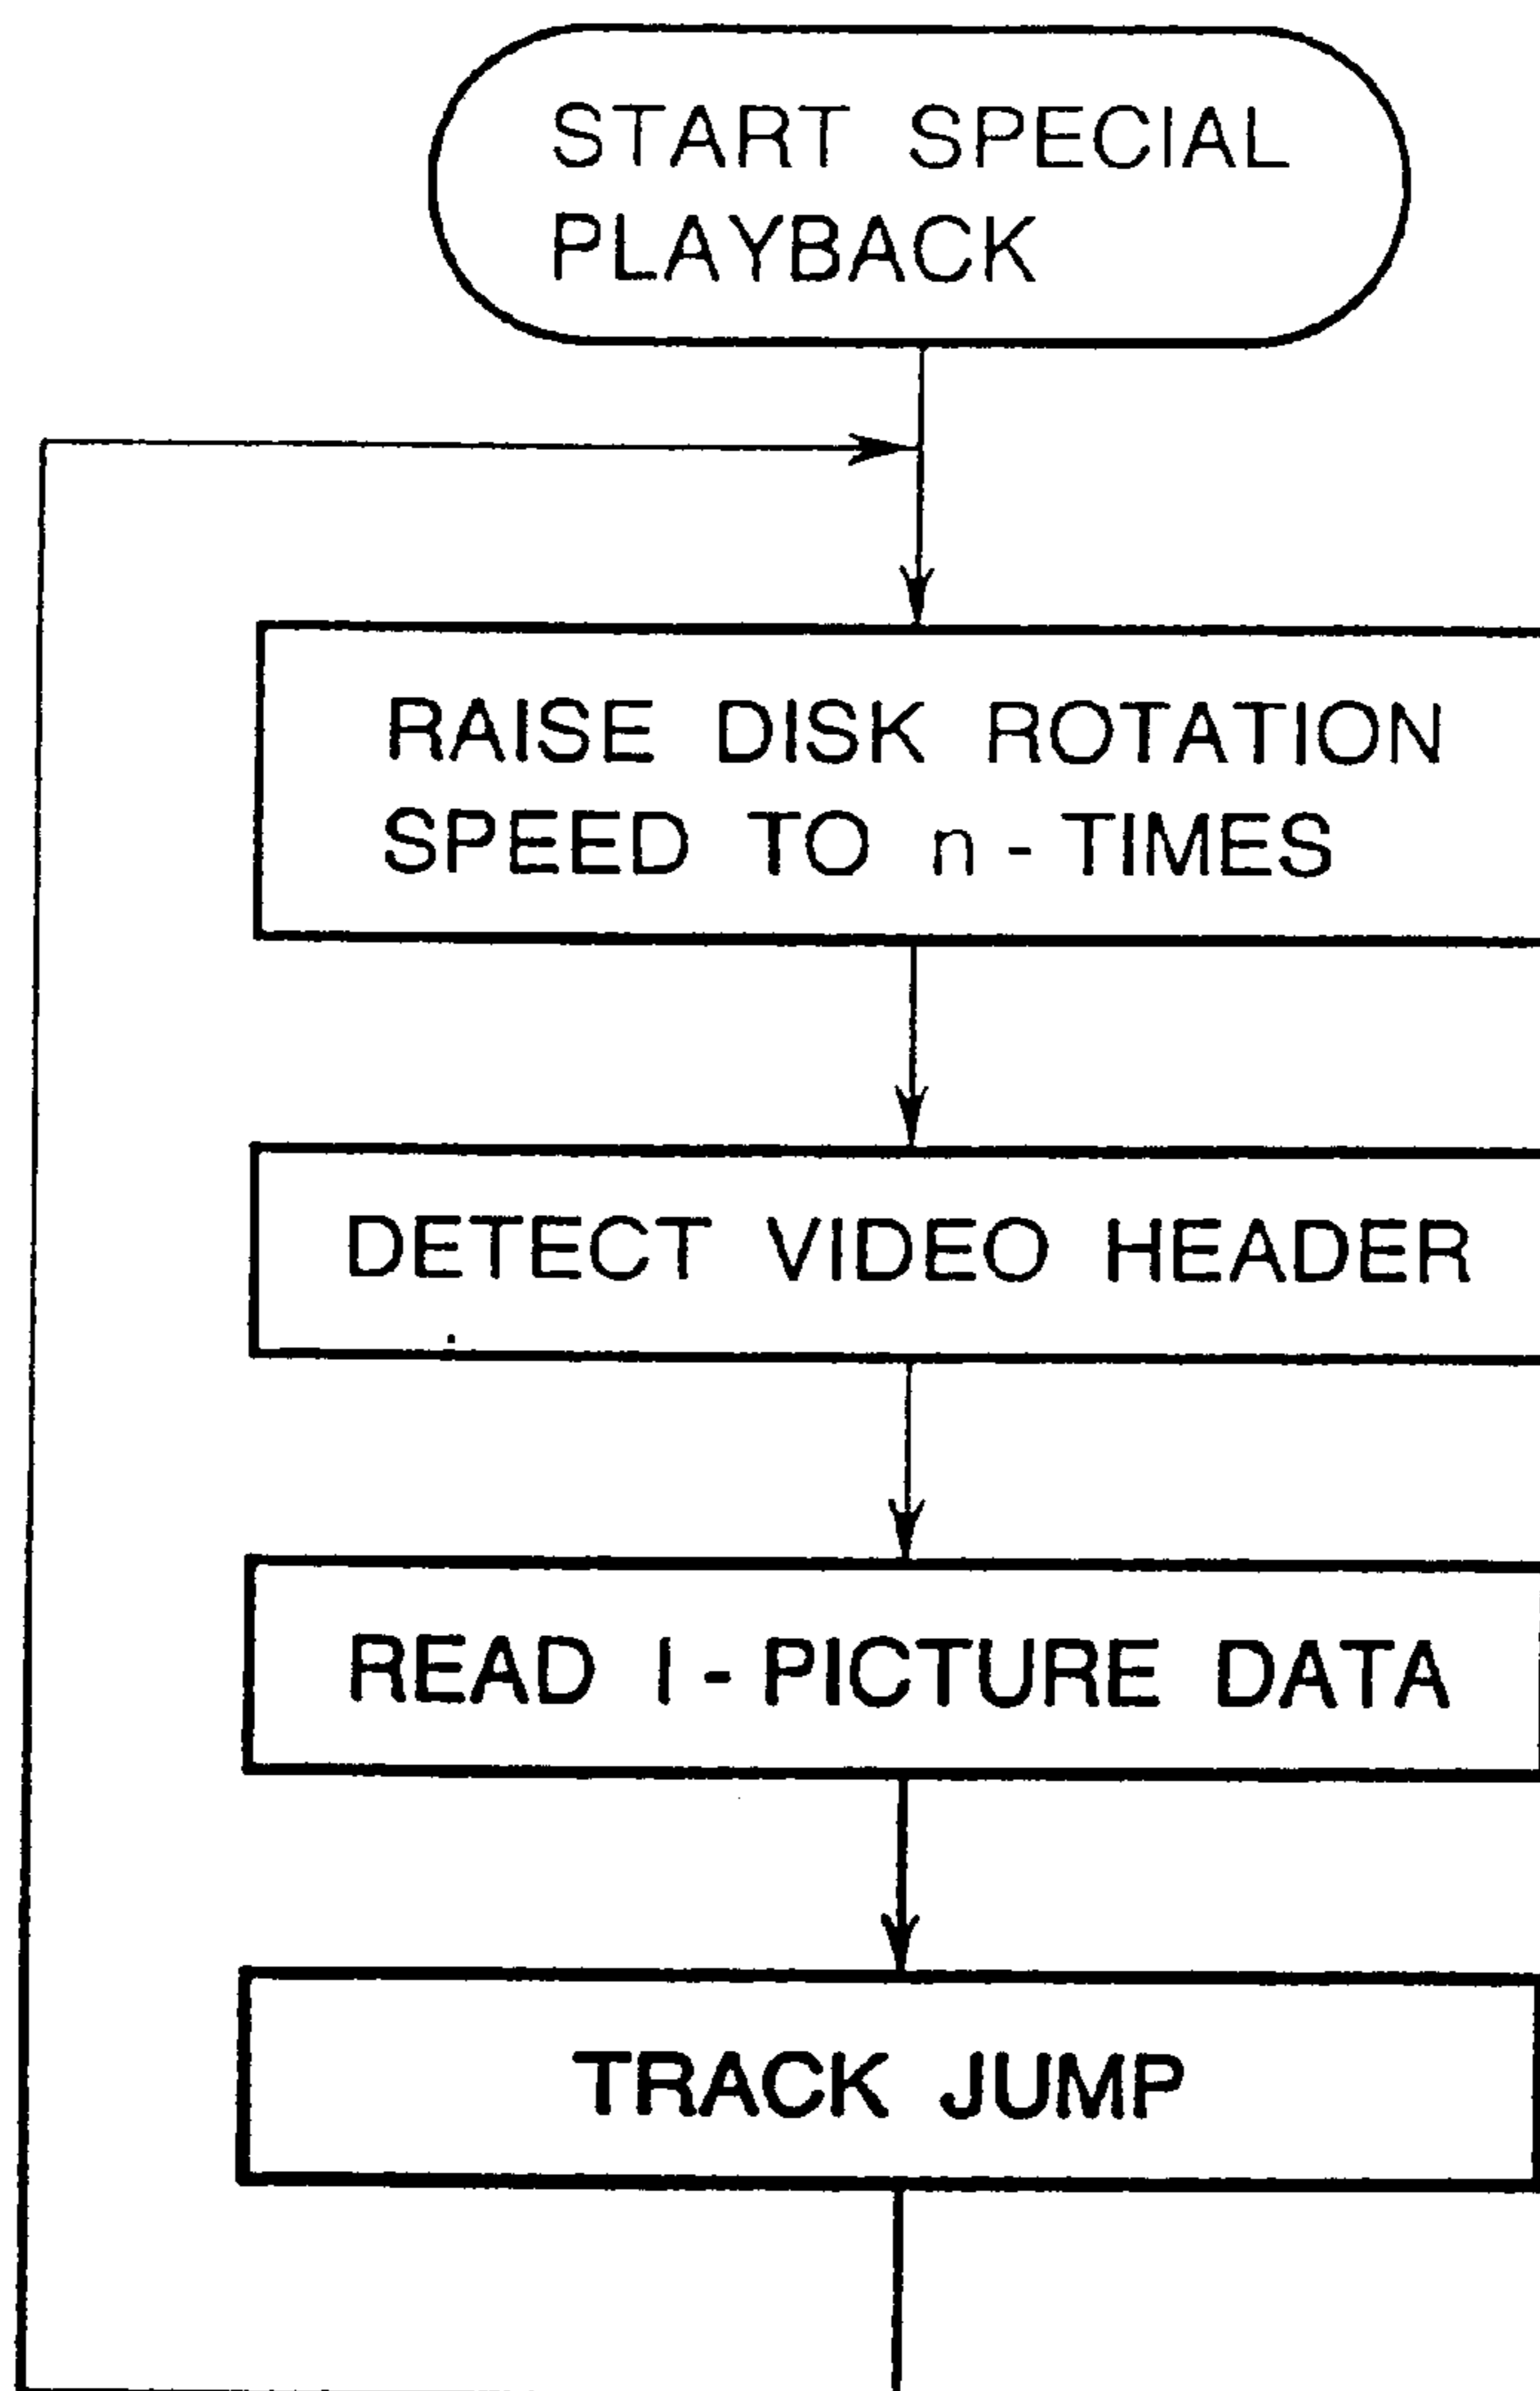 START SPECIAL
PLAYBACK
RAISE DISK ROTATION
SPEED TO n - TIMES
DETECT VIDEO HEADER
READ I - PICTURE DATA
TRACK JUMP